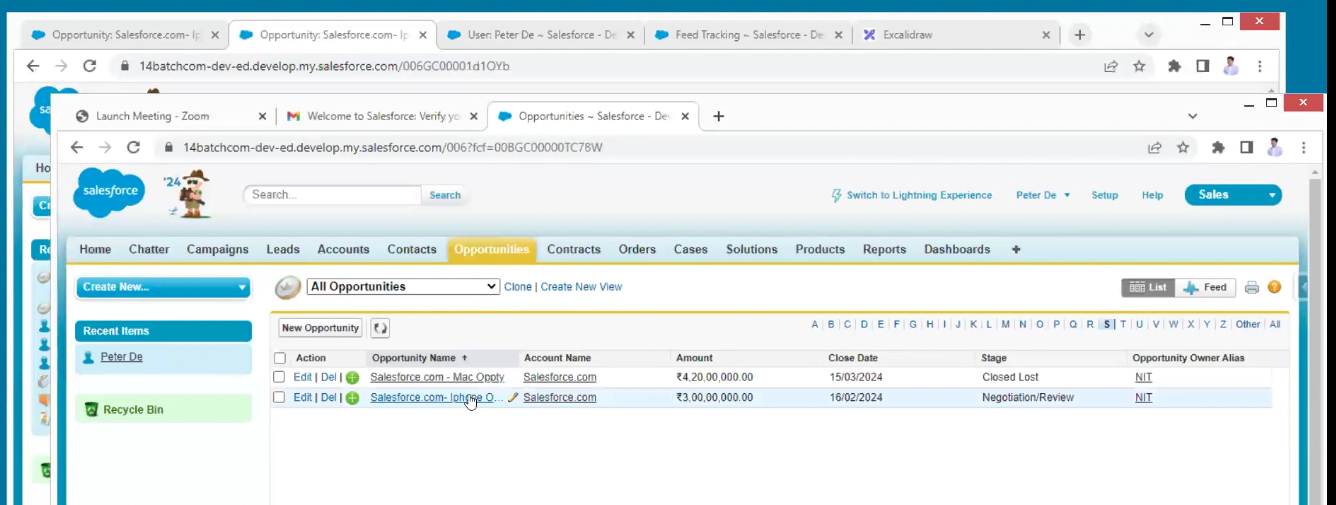 Opportunity: Salesforce.com- Ip
Opportunity: Salesforce.com- Ip
User: Peter De ~ Salesforce - De
Feed Tracking ~ Salesforce - De
Excalidraw
14batchcom-dev-ed.develop.my.salesforce.com/006GC00001d1OYb
Launch Meeting - Zoom
Welcome to Salesforce: Verify yo
Opportunities ~ Salesforce - De
14batchcom-dev-ed.develop.my.salesforce.com/006?fcf=00BGC00000TC78W
salesforce
'24
Search...
Search
Switch to Lightning Experience
Peter De
Setup
Help
Sales
Home Chatter Campaigns Leads Accounts Contacts Opportunities Contracts Orders Cases Solutions Products Reports Dashboards +
Create New...
All Opportunities
Clone | Create New View
List
Feed
Recent Items
Peter De
Recycle Bin
New Opportunity
A | B | C | D | E | F | G | H | I | J | K | L | M | N | O | P | Q | R | S | T | U | V | W | X | Y | Z | Other | All
Action Opportunity Name Account Name Amount Close Date Stage Opportunity Owner Alias
Edit | Del | Salesforce.com - Mac Oppty Salesforce.com ₹4,20,00,000.00 15/03/2024 Closed Lost NIT
Edit | Del | Salesforce.com- Iphone O... Salesforce.com ₹3,00,00,000.00 16/02/2024 Negotiation/Review NIT